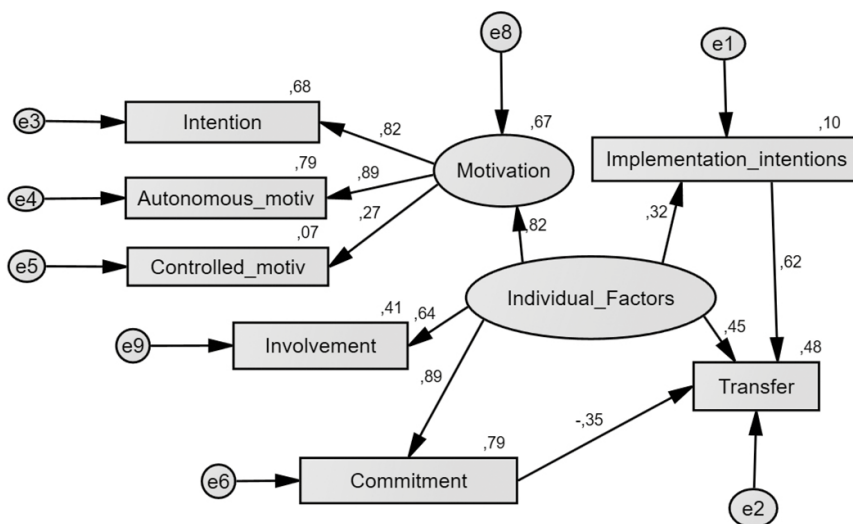 e8
e1
,68
,10
e3
Intention
,82
,67
Motivation
Implementation_intentions
,79
e4
Autonomous_motiv
,89
,27
,07
,82
,32
e5
Controlled_motiv
,62
Individual_Factors
,41
,64
,45
e9
Involvement
,48
,89
Transfer
-,35
,79
e6
Commitment
e2